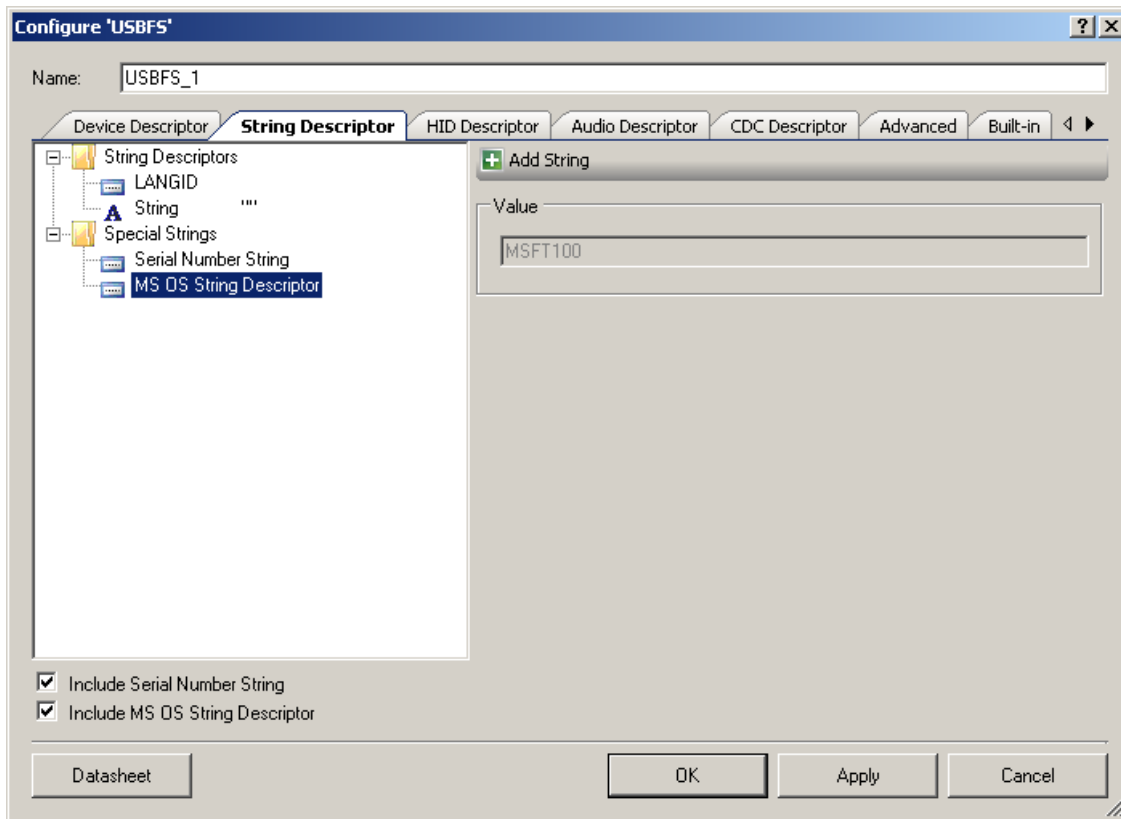 Configure 'USBFS'
Name: USBFS_1
Device Descriptor String Descriptor HID Descriptor Audio Descriptor CDC Descriptor Advanced Built-in
String Descriptors
LANGID
String ""
Special Strings
Serial Number String
MS OS String Descriptor
Add String
Value
MSFT100
Include Serial Number String
Include MS OS String Descriptor
Datasheet OK Apply Cancel